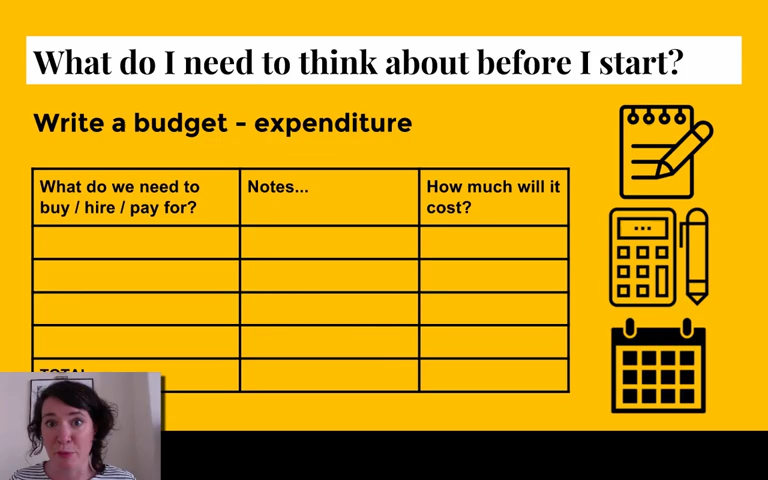 What do I need to think about before I start?
Write a budget - expenditure
What do we need to
buy / hire / pay for?
Notes...
How much will it
cost?
TOTAL